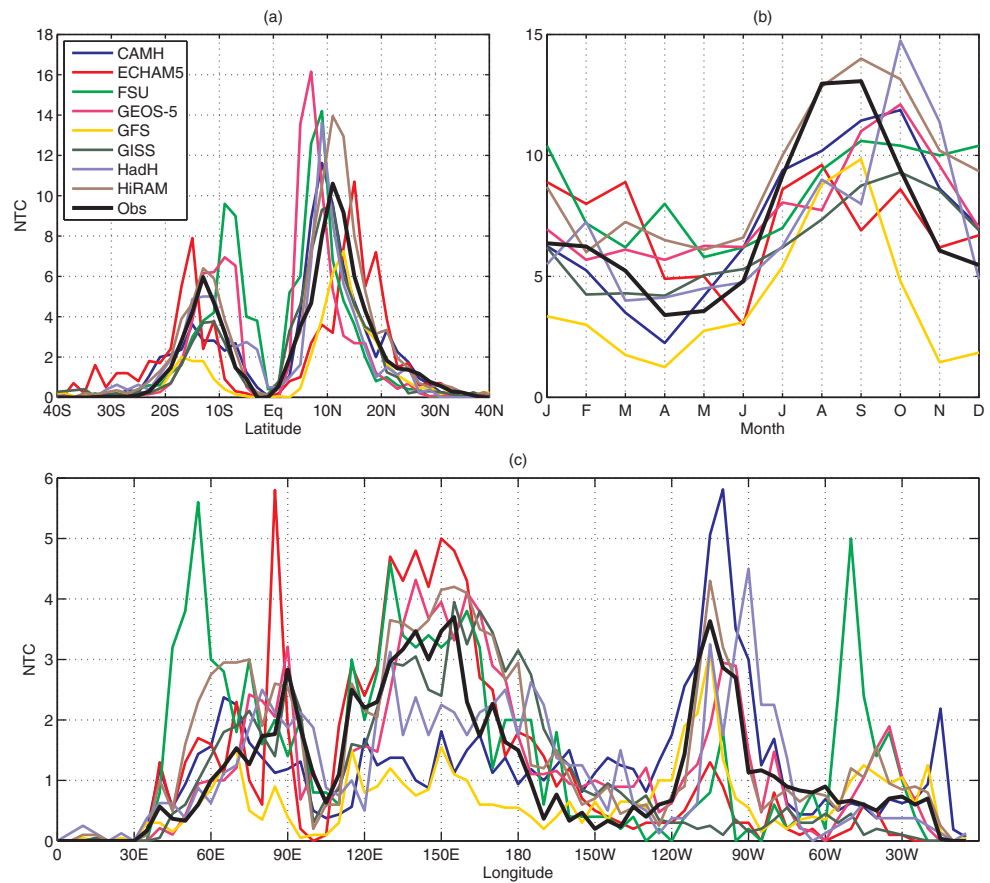 (a)
NTC
18
16
14
12
10
8
6
4
2
0
CAMH
ECHAM5
FSU
GEOS-5
GFS
GISS
HadH
HiRAM
Obs
40S 30S 20S 10S Eq 10N 20N 30N 40N
Latitude
(b)
15
10
5
0
J F M A M J J A S O N D
Month
(c)
NTC
6
5
4
3
2
1
0
0 30E 60E 90E 120E 150E 180 150W 120W 90W 60W 30W
Longitude